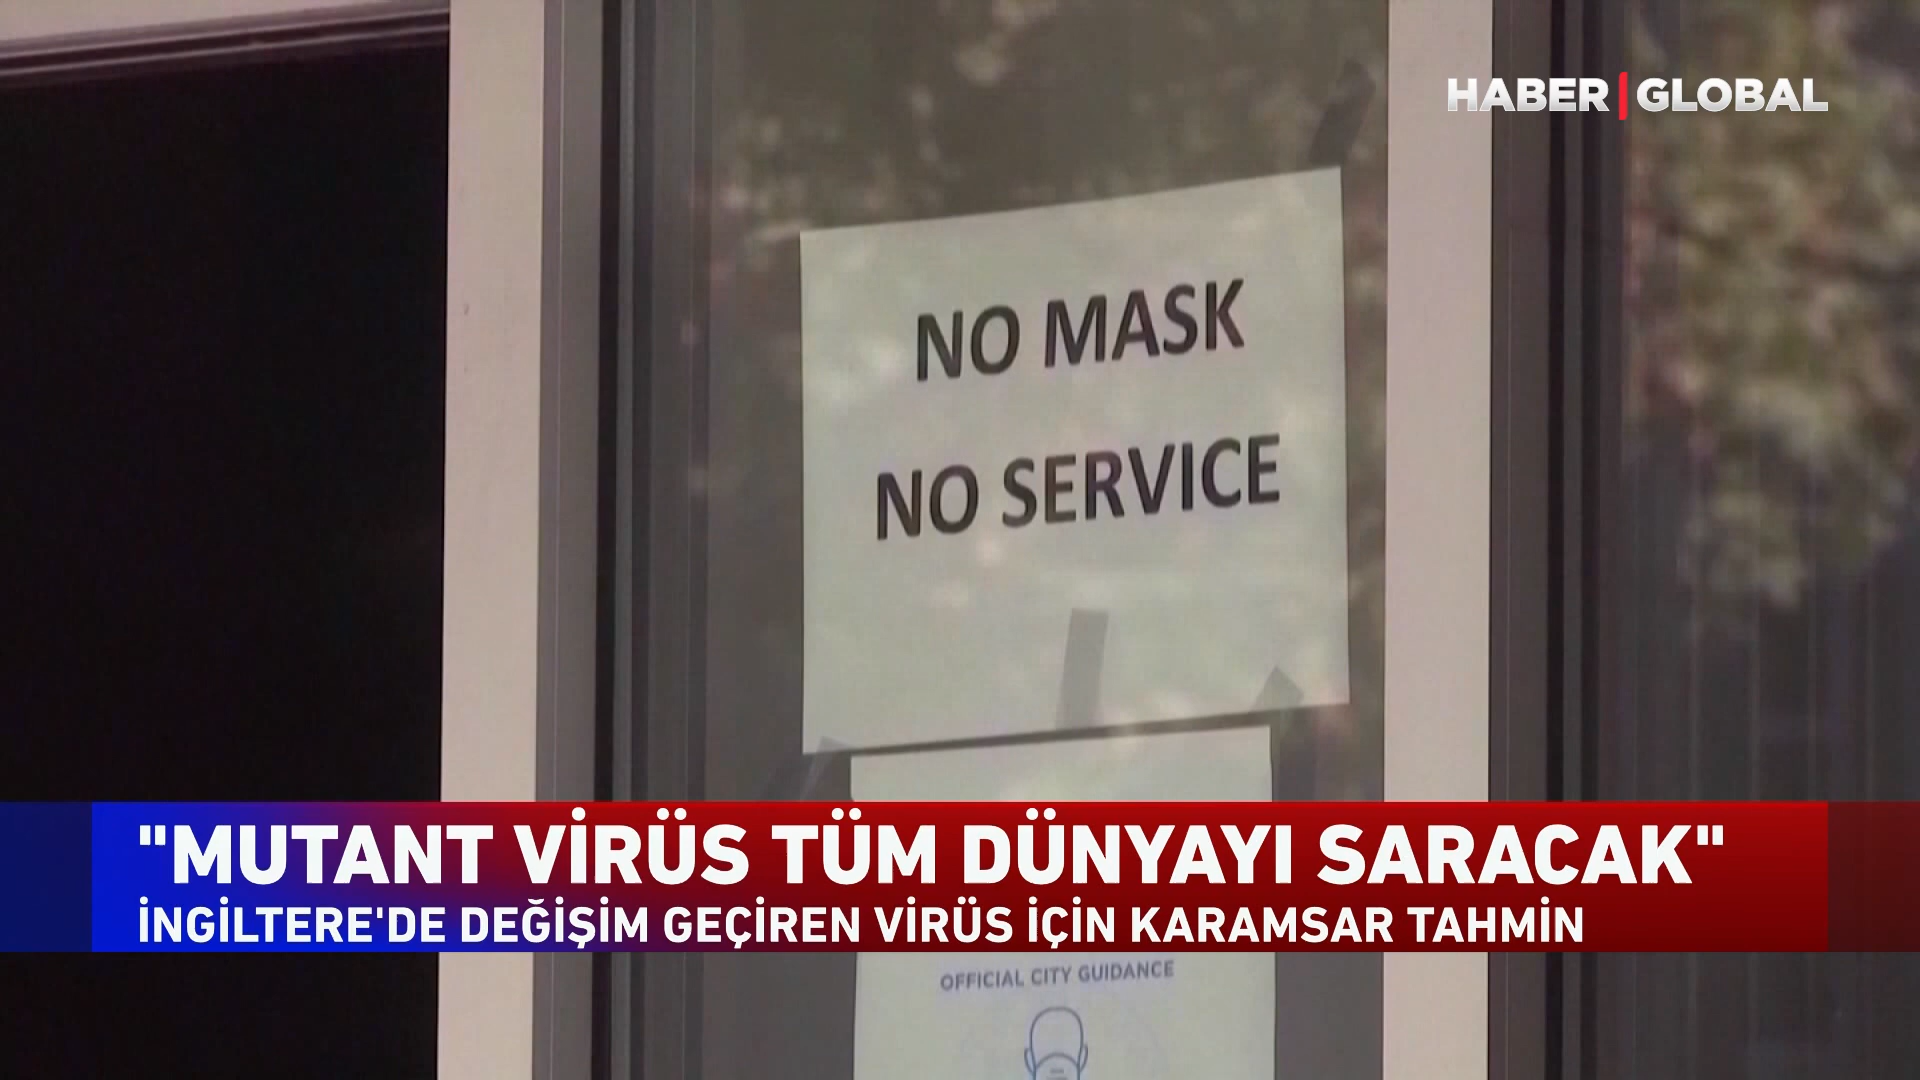 HABER GLOBAL
NO MASK
NO SERVICE
"MUTANT VİRÜS TÜM DÜNYAYI SARACAK"
İNGİLTERE'DE DEĞİŞİM GEÇİREN VİRÜS İÇİN KARAMSAR TAHMİN
OFFICIAL CITY GUIDANCE